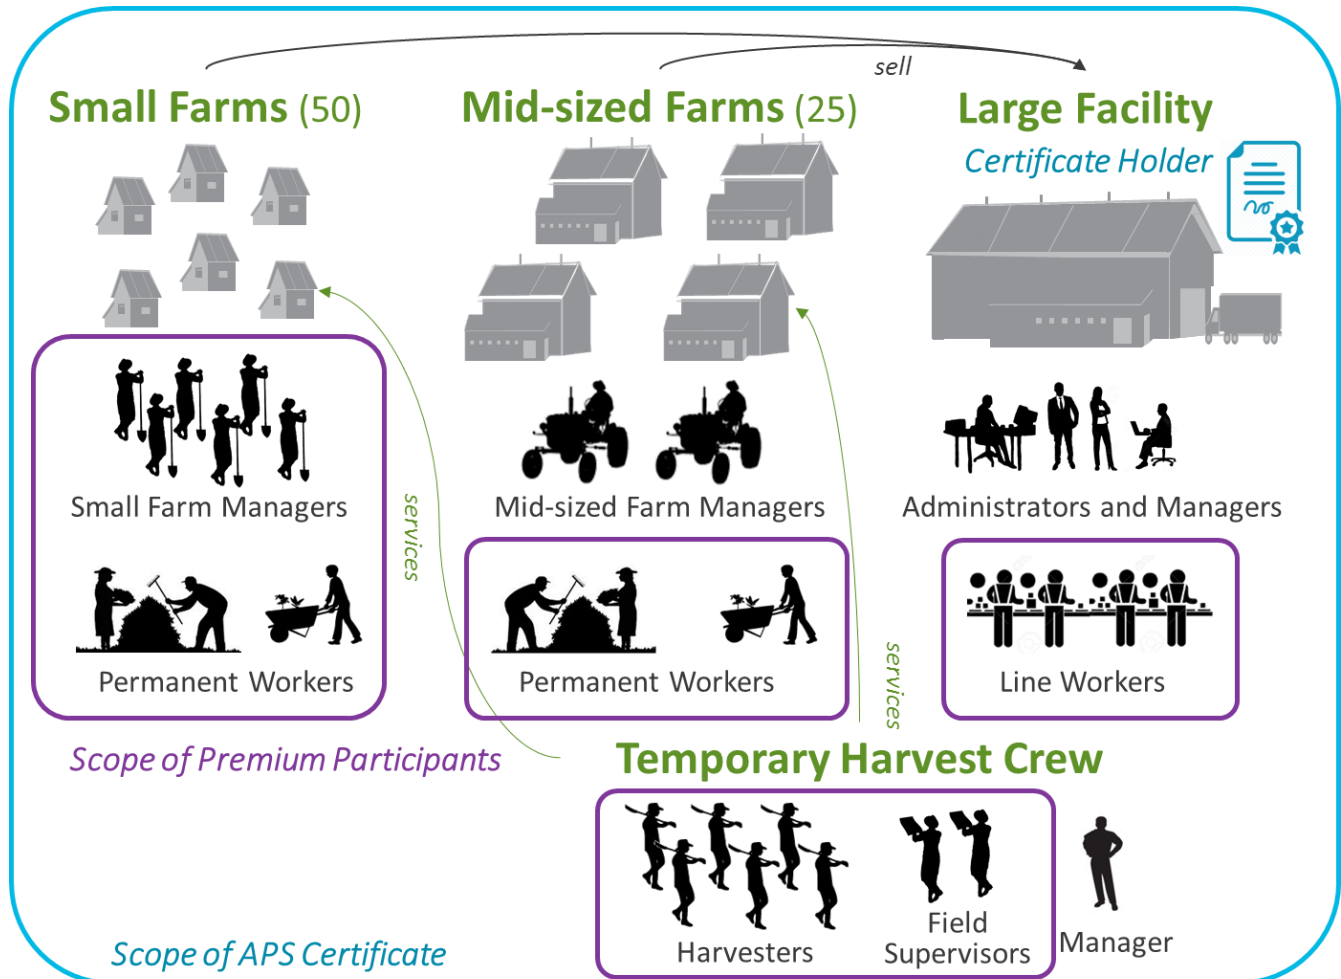 sell
Small Farms (50)
Mid-sized Farms (25)
Large Facility
Certificate Holder
Small Farm Managers
services
Mid-sized Farm Managers
Administrators and Managers
Permanent Workers
Permanent Workers
services
Line Workers
Scope of Premium Participants
Temporary Harvest Crew
Harvesters
Field
Supervisors
Manager
Scope of APS Certificate